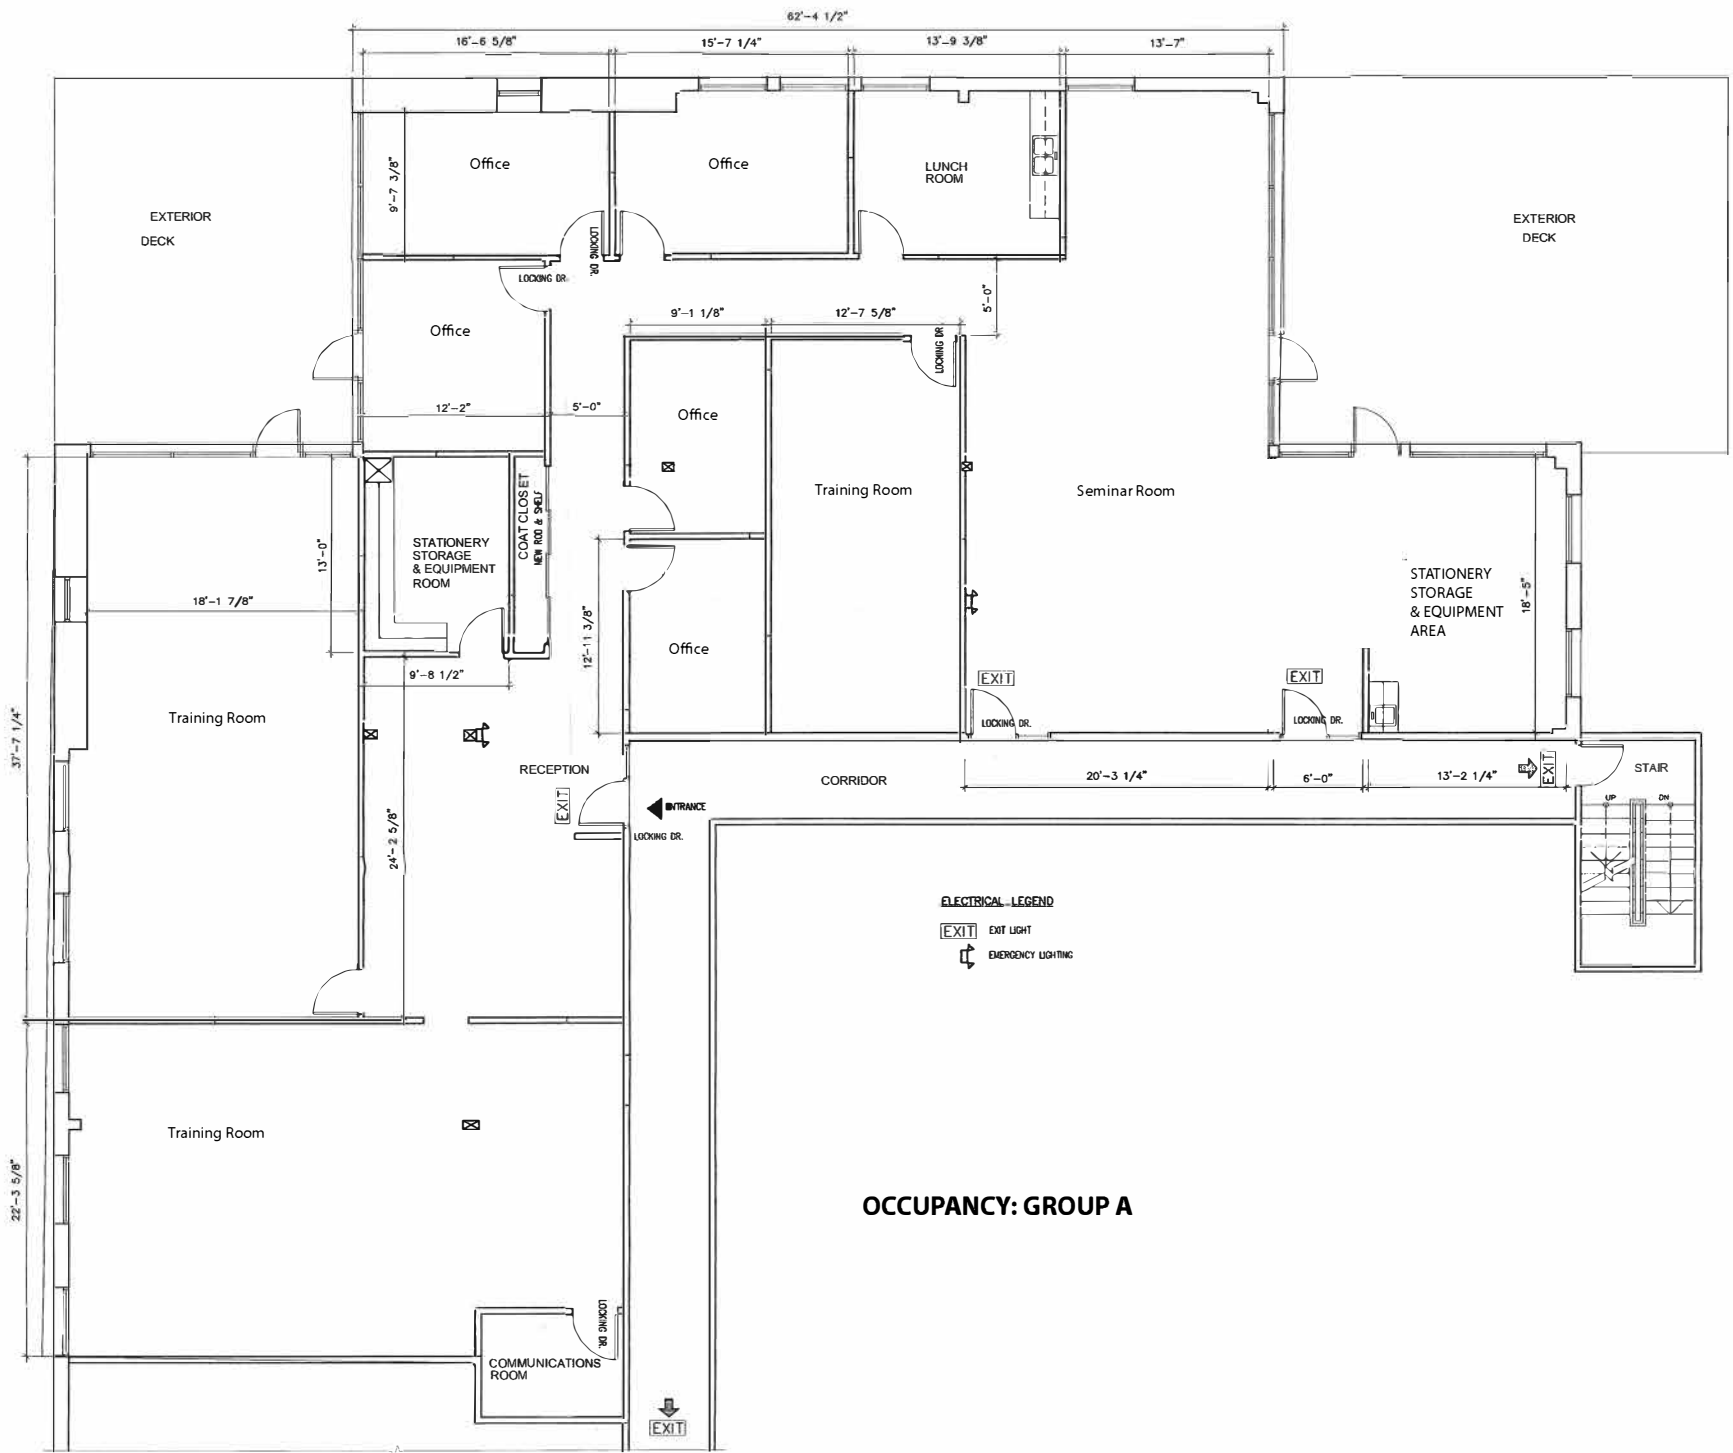 62'-4 1/2"
16'-6 5/8"
15'-7 1/4"
13'-9 3/8"
13'-7"
Office
Office
LUNCH
ROOM
9'-7 3/8"
EXTERIOR
DECK
EXTERIOR
DECK
LOCKING DR.
LOCKING DR.
5'-0"
9'-1 1/8"
12'-7 5/8"
Office
LOCKING DR.
12'-2"
5'-0"
Office
Training Room
Seminar Room
COAT CLOSET
NEW ROD & SHELF
STATIONERY
STORAGE
& EQUIPMENT
ROOM
13'-0"
18'-1 7/8"
STATIONERY
STORAGE
& EQUIPMENT
AREA
18'-5"
12'-11 3/8"
Office
9'-8 1/2"
EXIT
EXIT
LOCKING DR.
LOCKING DR.
Training Room
37'-7 1/4"
RECEPTION
CORRIDOR
20'-3 1/4"
6'-0"
13'-2 1/4"
EXIT
STAIR
UP
DN
EXIT
ENTRANCE
LOCKING DR.
24'-2 5/8"
ELECTRICAL LEGEND
EXIT
EXIT LIGHT
EMERGENCY LIGHTING
Training Room
22'-3 5/8"
OCCUPANCY: GROUP A
LOCKING DR.
COMMUNICATIONS
ROOM
EXIT